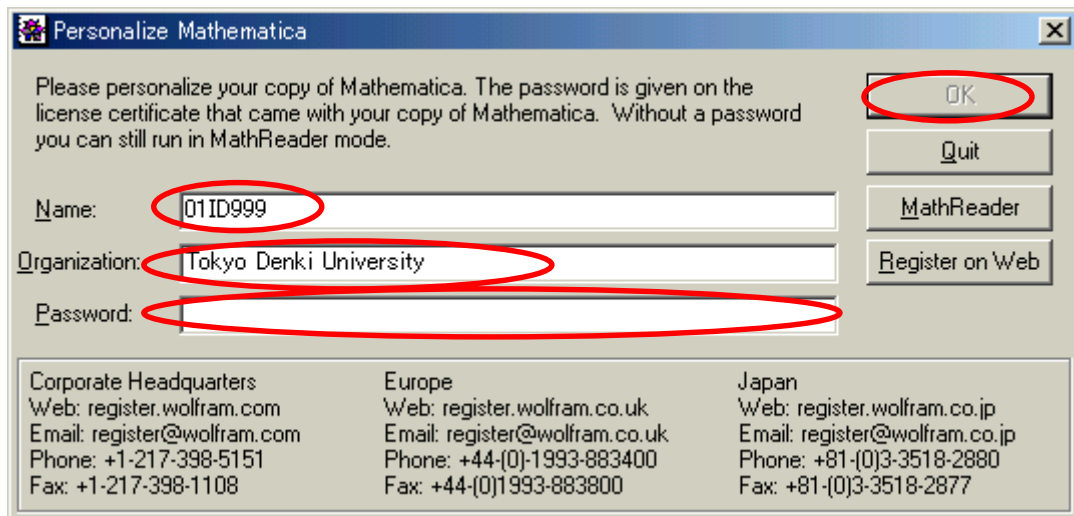 Personalize Mathematica
Please personalize your copy of Mathematica. The password is given on the
license certificate that came with your copy of Mathematica.  Without a password
you can still run in MathReader mode.
OK
Quit
Name: 01ID999
MathReader
Organization: Tokyo Denki University
Register on Web
Password:
Corporate Headquarters
Web: register.wolfram.com
Email: register@wolfram.com
Phone: +1-217-398-5151
Fax: +1-217-398-1108
Europe
Web: register.wolfram.co.uk
Email: register@wolfram.co.uk
Phone: +44-(0)-1993-883400
Fax: +44-(0)1993-883800
Japan
Web: register.wolfram.co.jp
Email: register@wolfram.co.jp
Phone: +81-(0)3-3518-2880
Fax: +81-(0)3-3518-2877